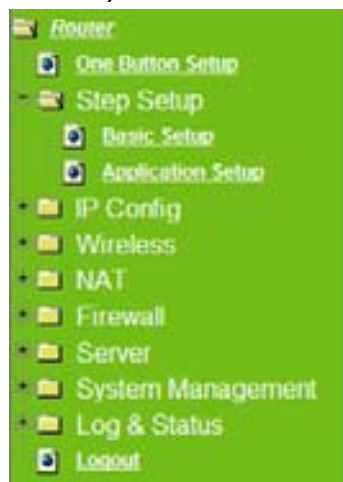 Router
One Button Setup
Step Setup
Basic Setup
Application Setup
IP Config
Wireless
NAT
Firewall
Server
System Management
Log & Status
Logout